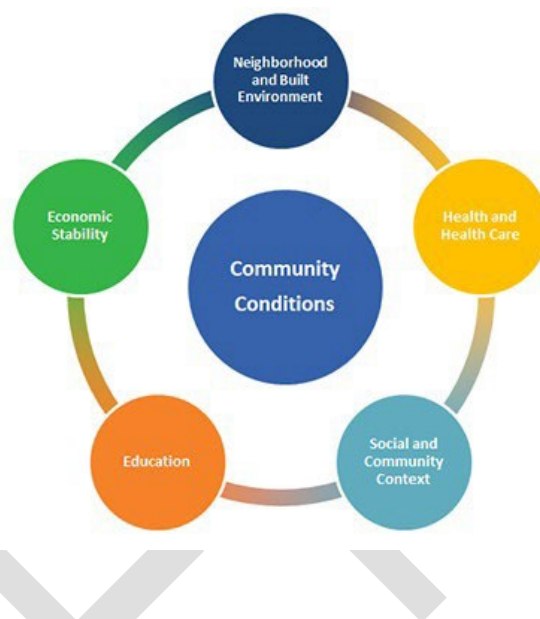 Neighborhood
and Built
Environment
Economic
Stability
Health and
Health Care
Community
Conditions
Education
Social and
Community
Context